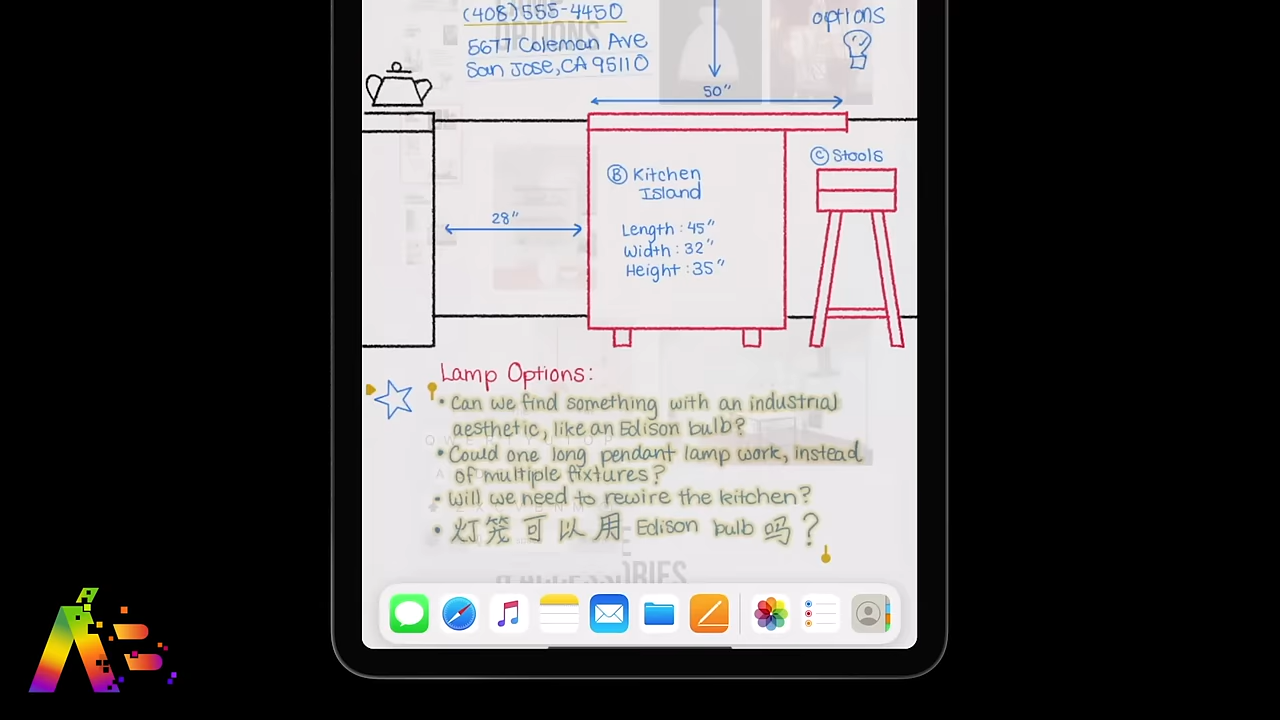 (408)555-4450
OPTIONS
options
5677 Coleman Ave
San Jose, CA 95110
50"
Ⓒ Stools
Ⓑ Kitchen
Island
28"
Length : 45"
Width : 32"
Height : 35"
Lamp Options:
• Can we find something with an industrial
aesthetic, like an Edison bulb?
• Could one long pendant lamp work, instead
of multiple fixtures?
• Will we need to rewire the kitchen?
• 灯笼可以用 Edison bulb 吗?